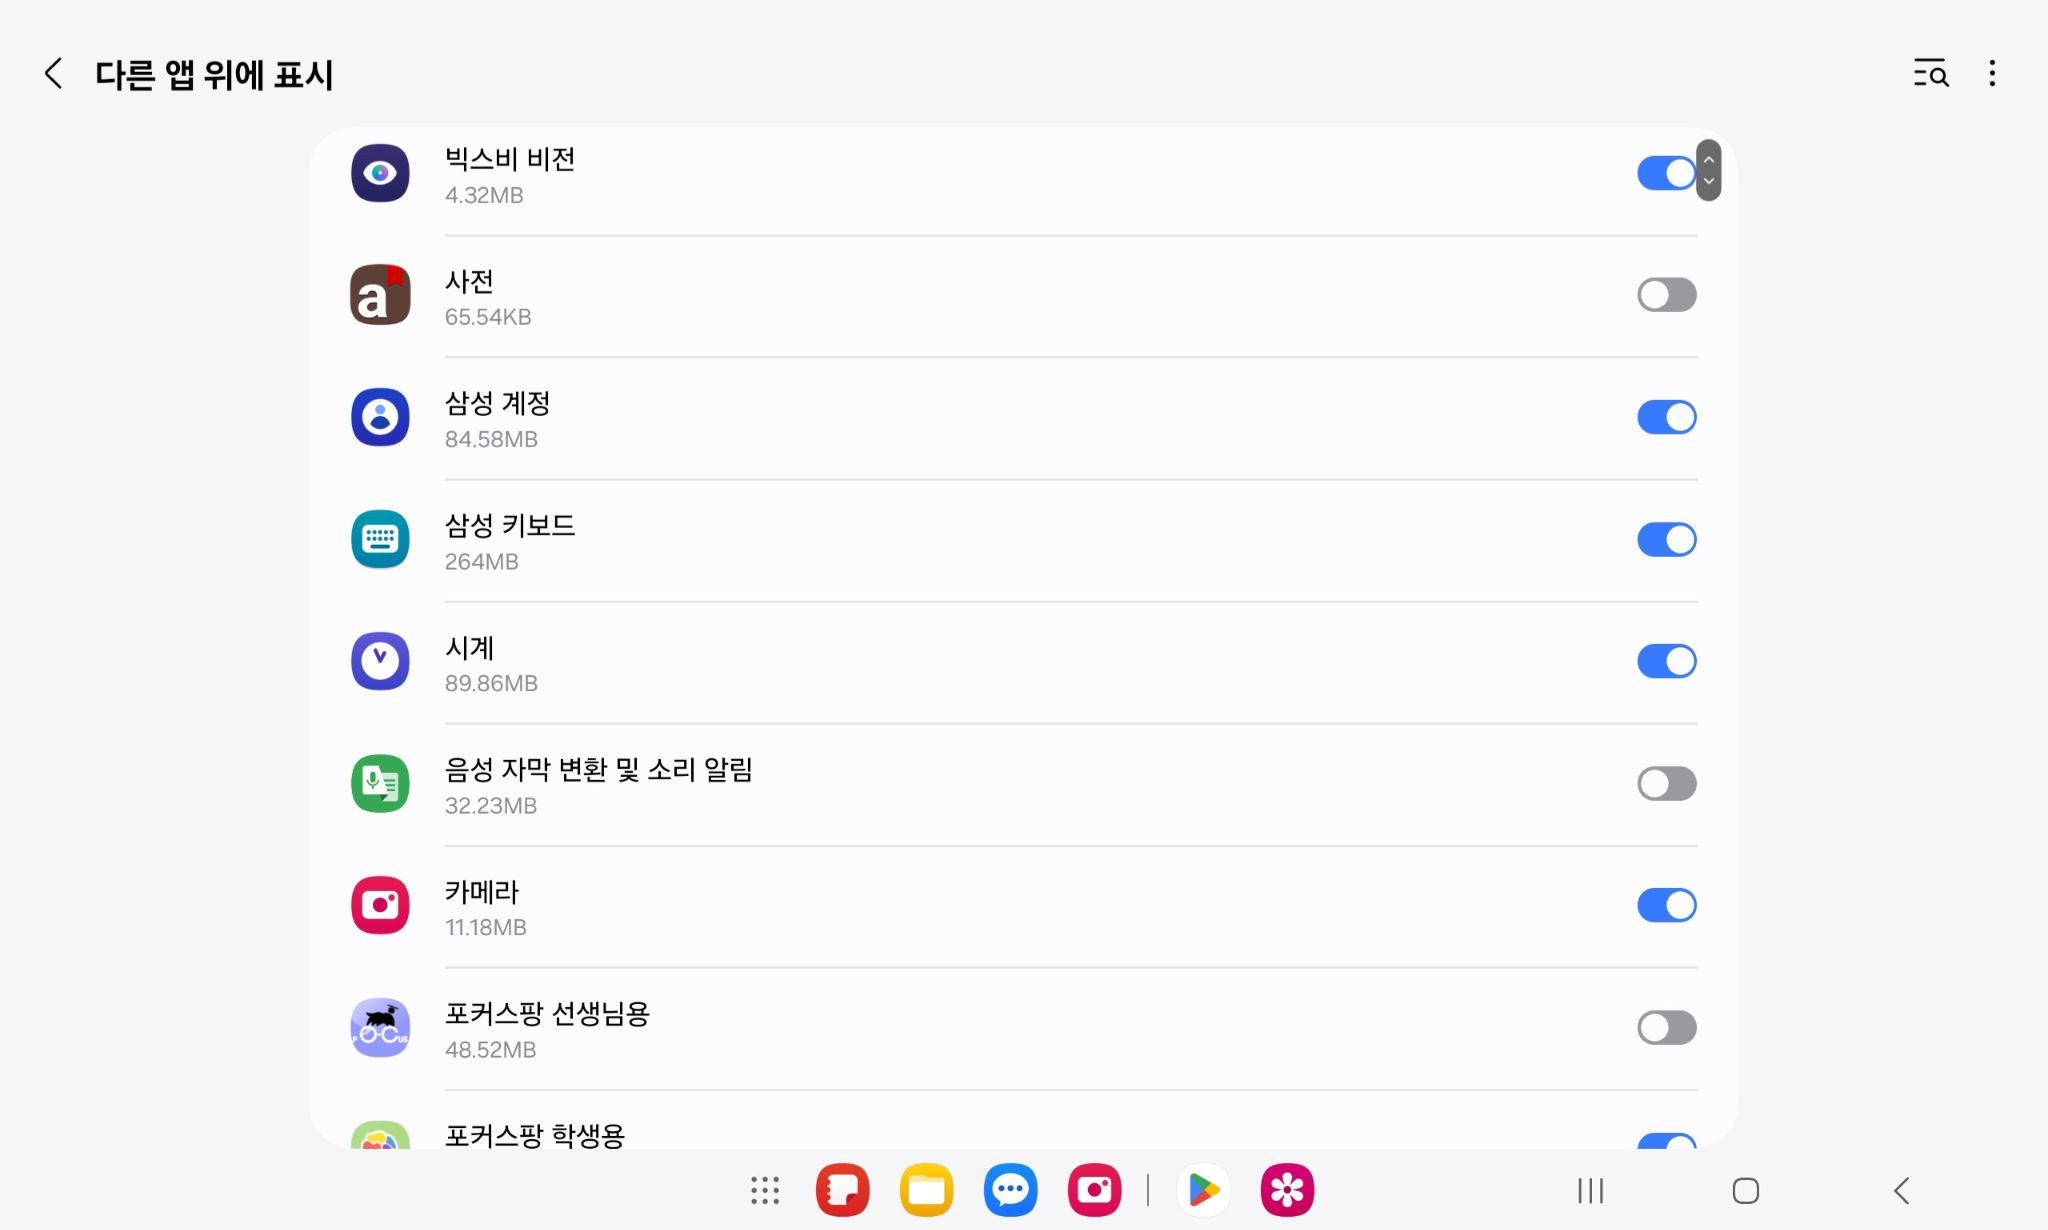 다른 앱 위에 표시
빅스비 비전
4.32MB
사전
65.54KB
삼성 계정
84.58MB
삼성 키보드
264MB
시계
89.86MB
음성 자막 변환 및 소리 알림
32.23MB
카메라
11.18MB
포커스팡 선생님용
48.52MB
포커스팡 학생용